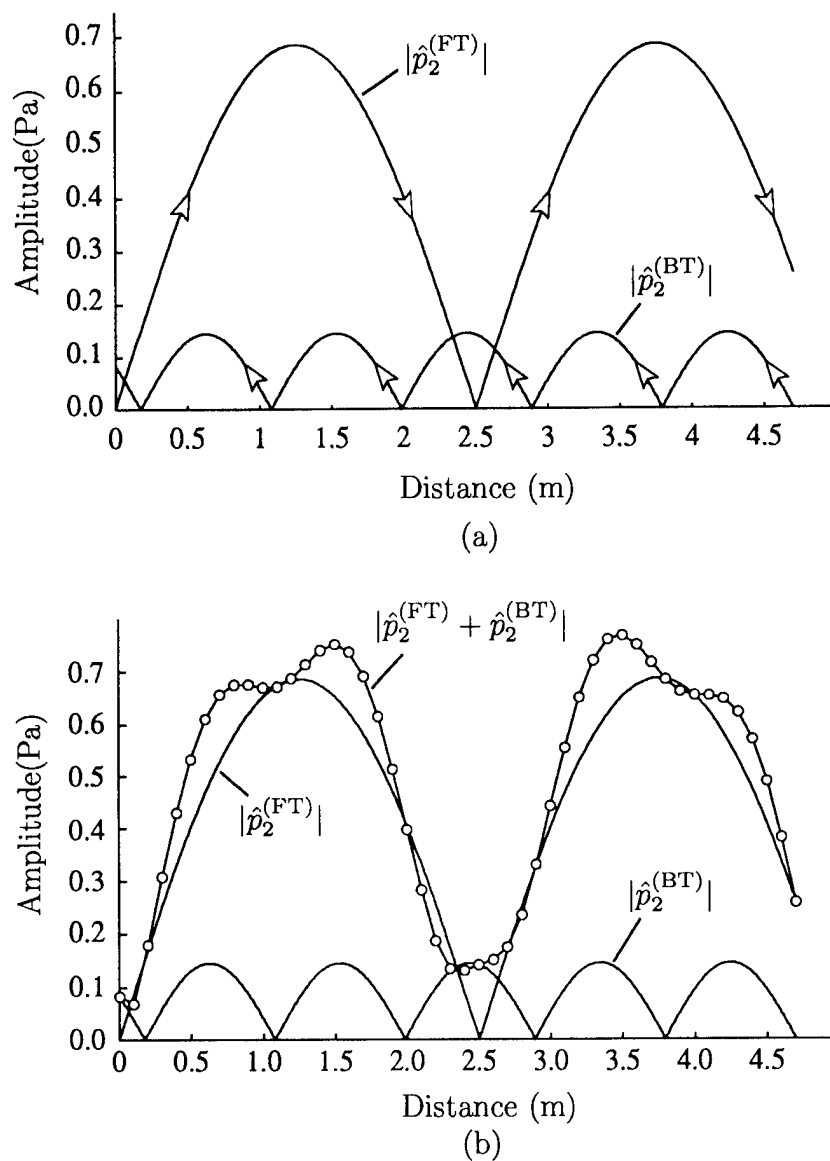 0.7
0.6
0.5
0.4
0.3
0.2
0.1
0.0
Amplitude(Pa)
|p̂₂^(FT)|
|p̂₂^(BT)|
0 0.5 1 1.5 2 2.5 3 3.5 4 4.5
Distance (m)
(a)
0.7
0.6
0.5
0.4
0.3
0.2
0.1
0.0
Amplitude(Pa)
|p̂₂^(FT) + p̂₂^(BT)|
|p̂₂^(FT)|
|p̂₂^(BT)|
0 0.5 1.0 1.5 2.0 2.5 3.0 3.5 4.0 4.5
Distance (m)
(b)